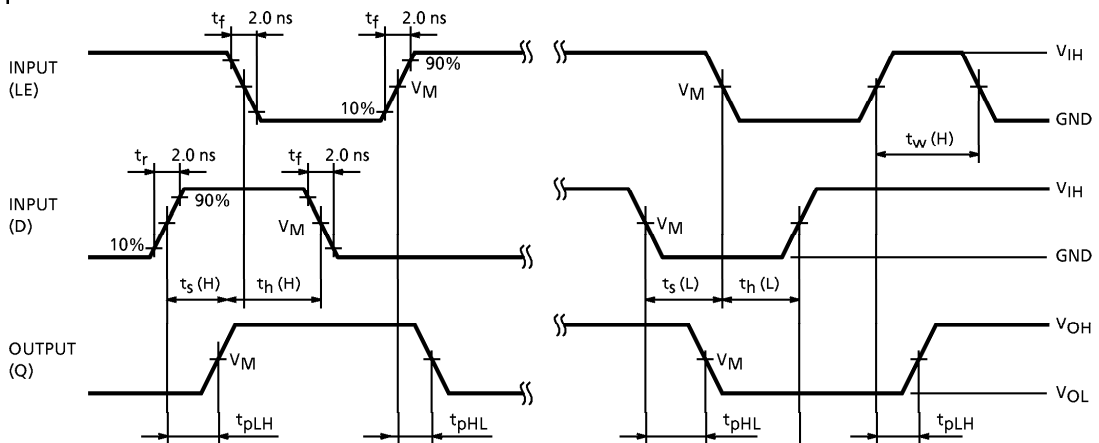 tf 2.0 ns tf 2.0 ns
INPUT (LE) 90% VM 10% VM VIH GND tw (H)
tr 2.0 ns tf 2.0 ns
INPUT (D) 90% VM 10% VM VIH GND
ts (H) th (H) ts (L) th (L)
OUTPUT (Q) VM VM VOH VOL
tpLH tpHL tpHL tpLH